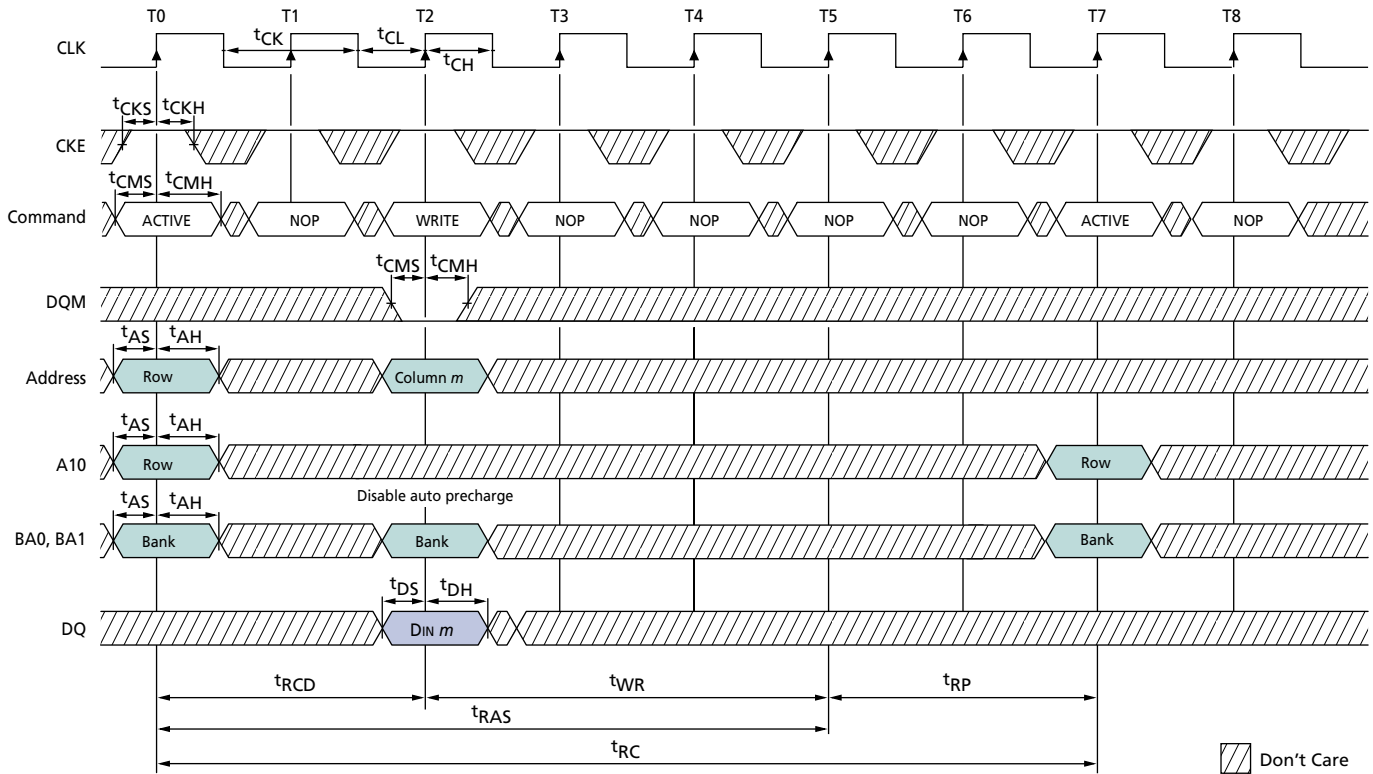 T0 T1 T2 T3 T4 T5 T6 T7 T8
CLK
tCK tCL
tCH
tCKS tCKH
CKE
tCMS tCMH
Command ACTIVE NOP WRITE NOP NOP NOP NOP ACTIVE NOP
tCMS tCMH
DQM
tAS tAH
Address Row Column m
tAS tAH
A10 Row Row
Disable auto precharge
tAS tAH
BA0, BA1 Bank Bank Bank
tDS tDH
DQ DIN m
tRCD tWR tRP
tRAS
tRC
Don't Care